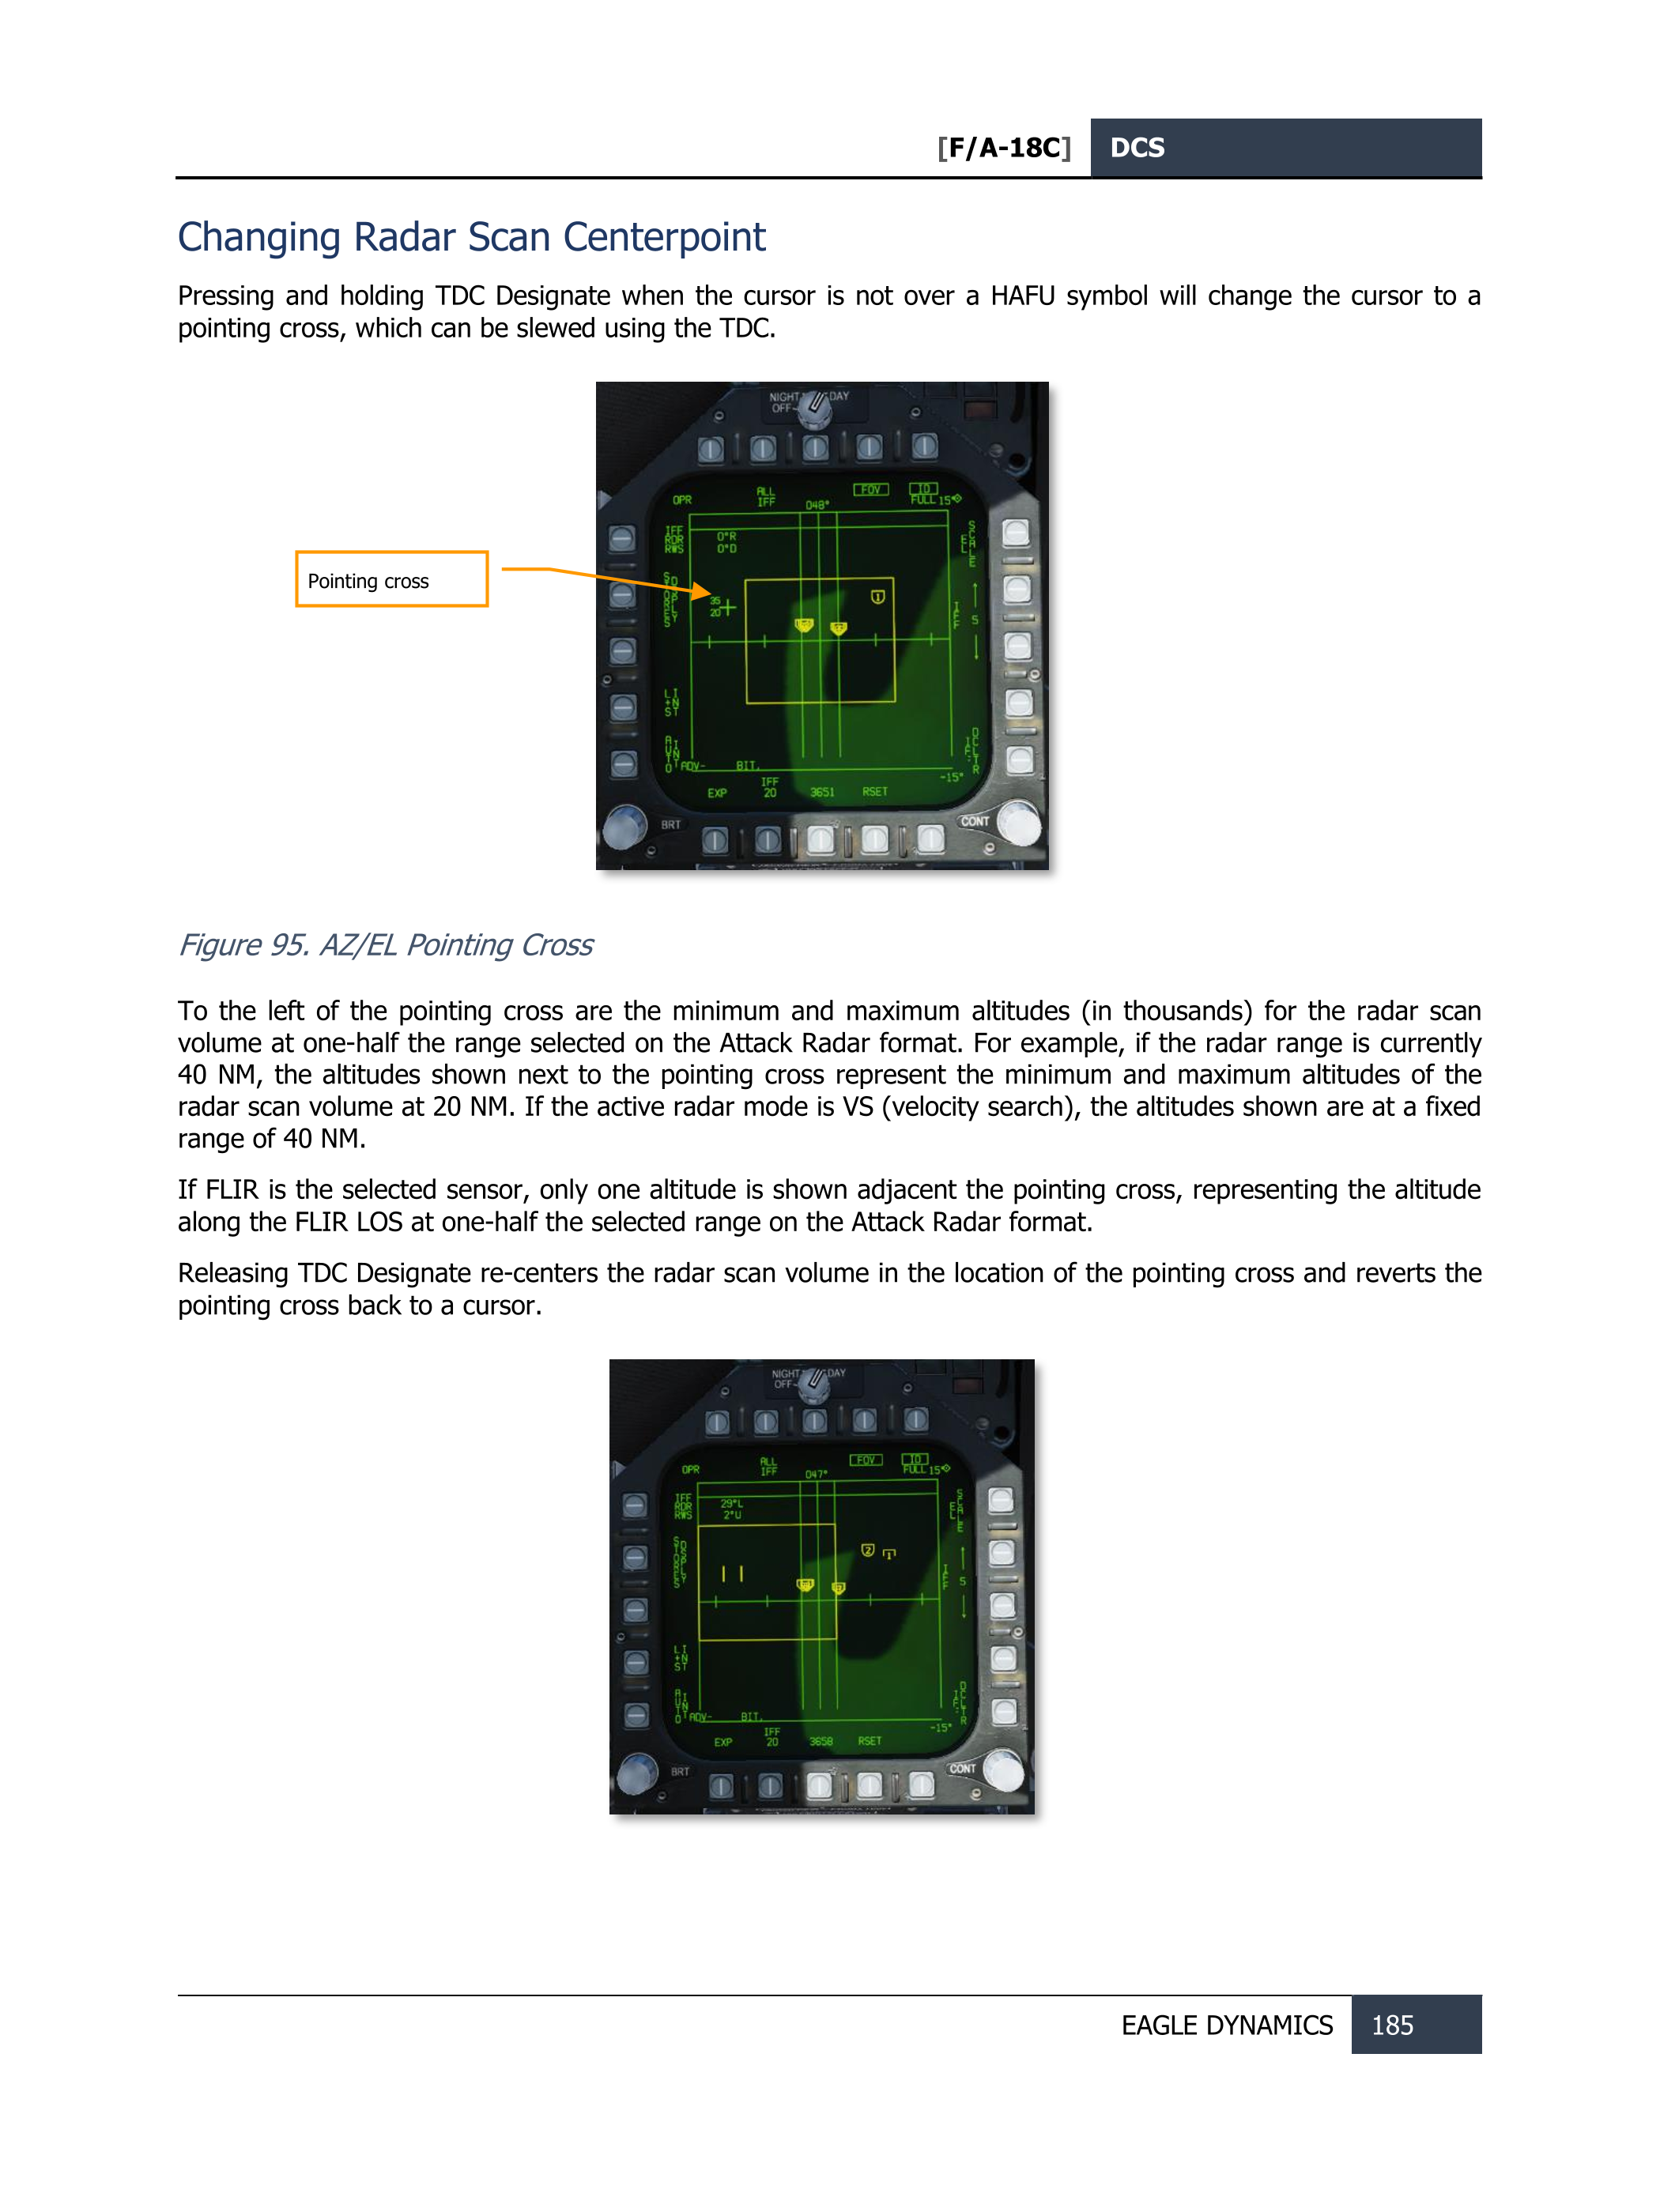 [F/A-18C] DCS
Changing Radar Scan Centerpoint
Pressing and holding TDC Designate when the cursor is not over a HAFU symbol will change the cursor to a
pointing cross, which can be slewed using the TDC.
NIGHT DAY
OFF
OPR ALL FOV ID
IFF 048° FULL 15
IFF
RDR
RWS
0°R
0°D
Pointing cross
35
20
1
5
ADV- BIT.
-15°
IFF
EXP 20 3651 RSET
BRT CONT
Figure 95. AZ/EL Pointing Cross
To the left of the pointing cross are the minimum and maximum altitudes (in thousands) for the radar scan
volume at one-half the range selected on the Attack Radar format. For example, if the radar range is currently
40 NM, the altitudes shown next to the pointing cross represent the minimum and maximum altitudes of the
radar scan volume at 20 NM. If the active radar mode is VS (velocity search), the altitudes shown are at a fixed
range of 40 NM.
If FLIR is the selected sensor, only one altitude is shown adjacent the pointing cross, representing the altitude
along the FLIR LOS at one-half the selected range on the Attack Radar format.
Releasing TDC Designate re-centers the radar scan volume in the location of the pointing cross and reverts the
pointing cross back to a cursor.
NIGHT DAY
OFF
OPR ALL FOV ID
IFF 047° FULL 15
IFF
RDR
RWS
29°L
2°U
2 1
5
ADV- BIT.
-15°
IFF
EXP 20 3658 RSET
BRT CONT
EAGLE DYNAMICS 185